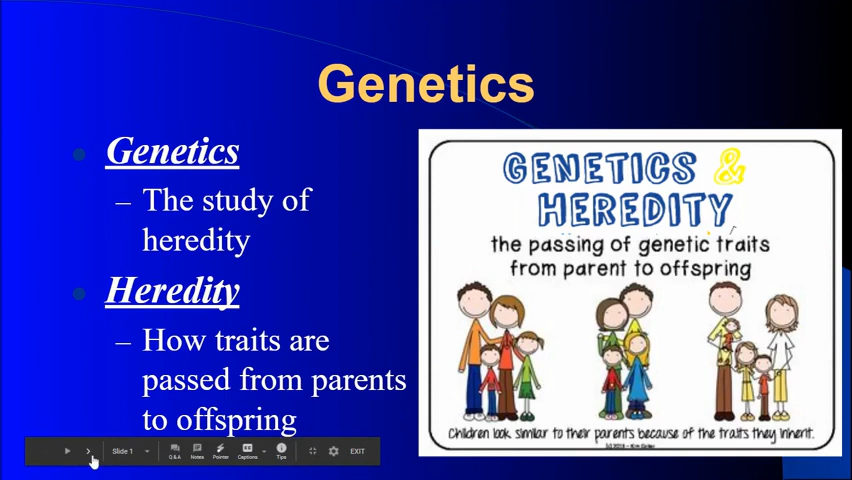 Genetics
Genetics
– The study of
heredity
Heredity
– How traits are
passed from parents
to offspring
GENETICS &
HEREDITY
the passing of genetic traits
from parent to offspring
Children look similar to their parents because of the traits they inherit.
Slide 1
Q&A
Notes
Pointer
Captions
Tips
EXIT